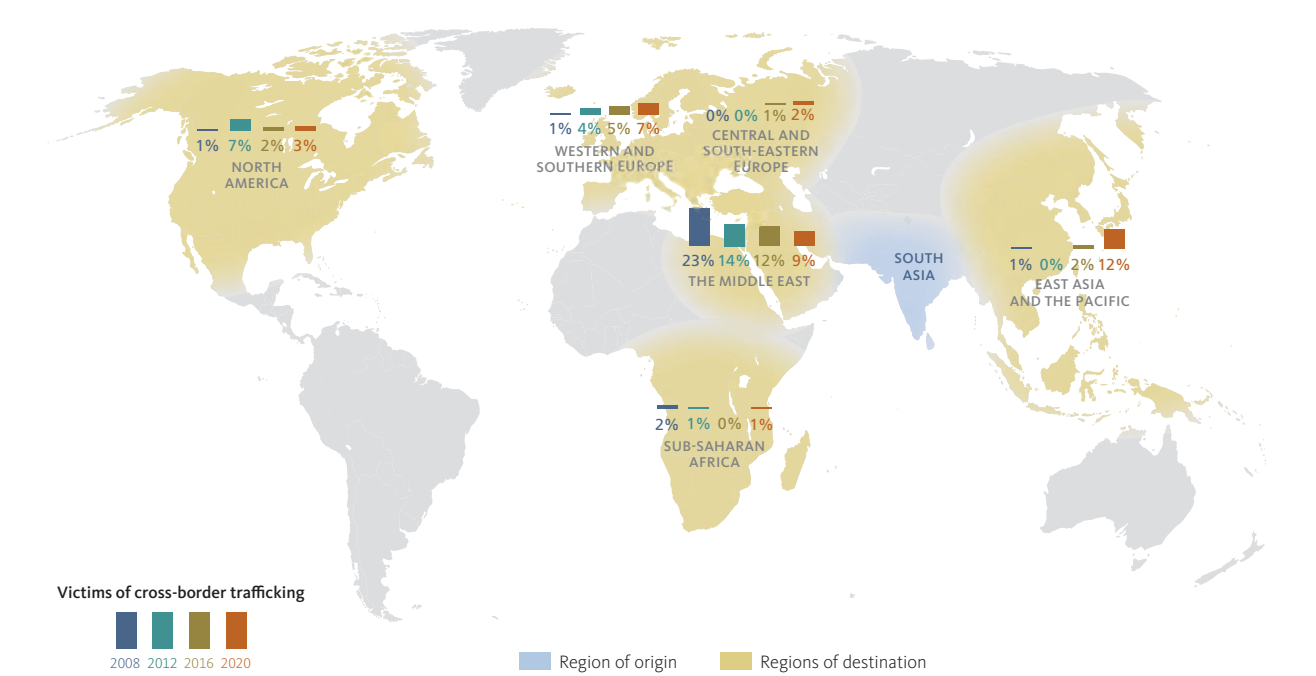 1% 7% 2% 3%
NORTH
AMERICA
1% 4% 5% 7%
WESTERN AND
SOUTHERN EUROPE
0% 0% 1% 2%
CENTRAL AND
SOUTH-EASTERN
EUROPE
23% 14% 12% 9%
THE MIDDLE EAST
SOUTH
ASIA
1% 0% 2% 12%
EAST ASIA
AND THE PACIFIC
2% 1% 0% 1%
SUB-SAHARAN
AFRICA
Victims of cross-border trafficking
2008 2012 2016 2020
Region of origin
Regions of destination